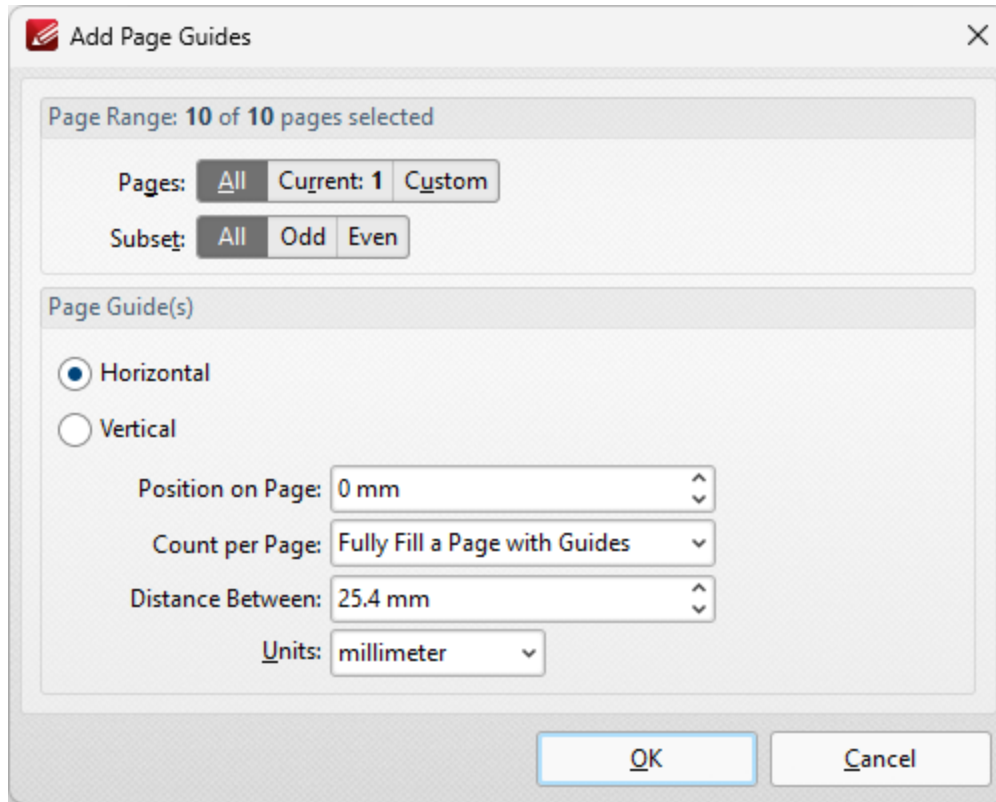 Add Page Guides
Page Range: 10 of 10 pages selected
Pages: All Current: 1 Custom
Subset: All Odd Even
Page Guide(s)
Horizontal
Vertical
Position on Page: 0 mm
Count per Page: Fully Fill a Page with Guides
Distance Between: 25.4 mm
Units: millimeter
OK Cancel